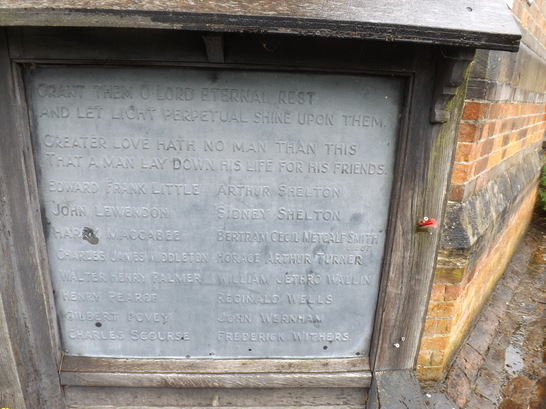 GRANT THEM O LORD ETERNAL REST
AND LET LIGHT PERPETUAL SHINE UPON THEM.
GREATER LOVE HATH NO MAN THAN THIS
THAT A MAN LAY DOWN HIS LIFE FOR HIS FRIENDS.
EDWARD FRANK LITTLE ARTHUR SHELTON
JOHN LEWENDON SIDNEY SHELTON
HARRY MACCABEE BERTRAM CECIL NETCALF SMITH
CHARLES JAMES MIDDLETON HORACE ARTHUR TURNER
WALTER HENRY PALMER WILLIAM JETHRO WALLIN
HENRY PEARCE REGINALD WELLS
GILBERT POVEY JOHN WERNHAM
CHARLES SCOURSE FREDERICK WITHERS